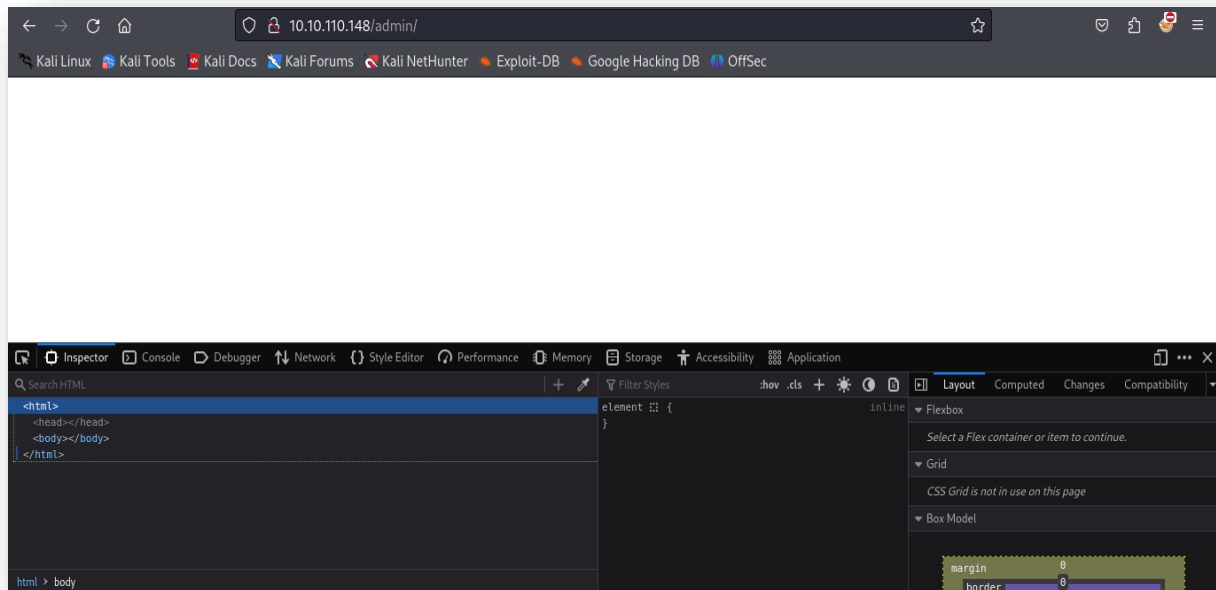 10.10.110.148/admin/
Kali Linux Kali Tools Kali Docs Kali Forums Kali NetHunter Exploit-DB Google Hacking DB OffSec
Inspector Console Debugger Network {} Style Editor Performance Memory Storage Accessibility Application
Search HTML
Filter Styles :hov .cls
Layout Computed Changes Compatibility
<html>
<head></head>
<body></body>
</html>
element { inline
}
Flexbox
Select a Flex container or item to continue.
Grid
CSS Grid is not in use on this page
Box Model
margin 0
border 0
html > body